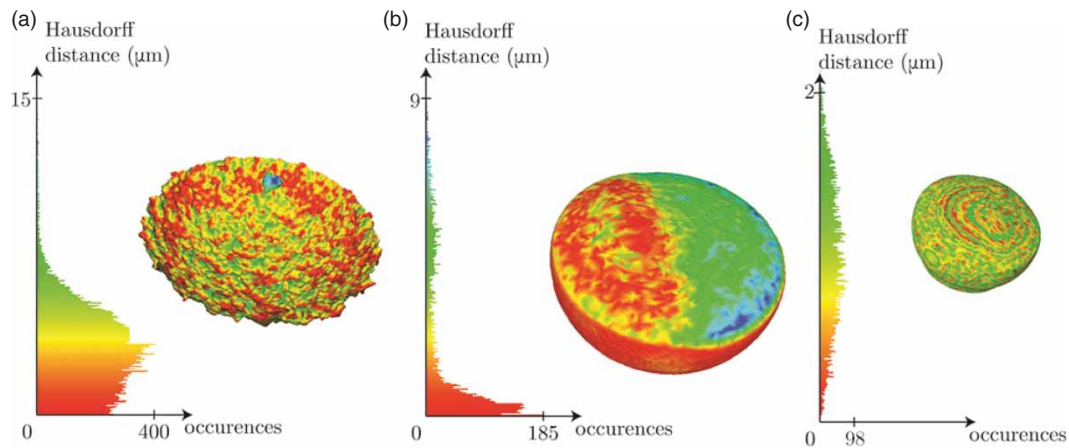 (a)
Hausdorff
distance (µm)
15
0
400
occurences
(b)
Hausdorff
distance (µm)
9
0
185
occurences
(c)
Hausdorff
distance (µm)
2
0
98
occurences